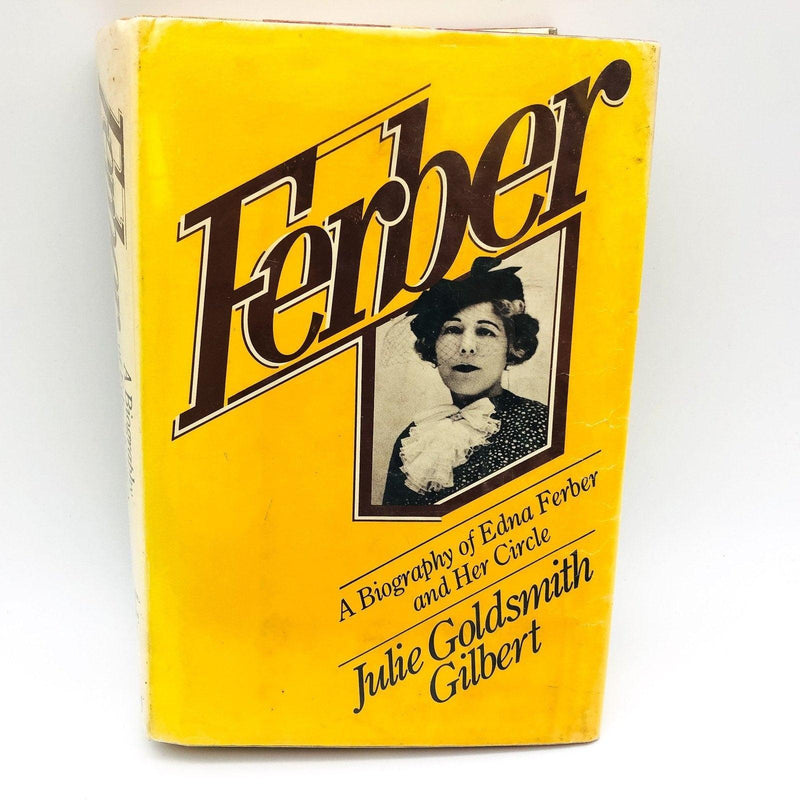 Ferber
A Biography of Edna Ferber
and Her Circle
Julie Goldsmith
Gilbert